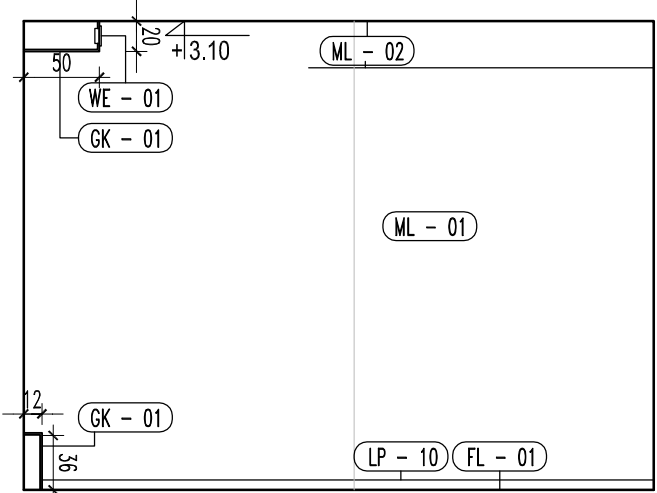 20
+3.10
ML - 02
50
WE - 01
GK - 01
ML - 01
12
GK - 01
36
LP - 10
FL - 01